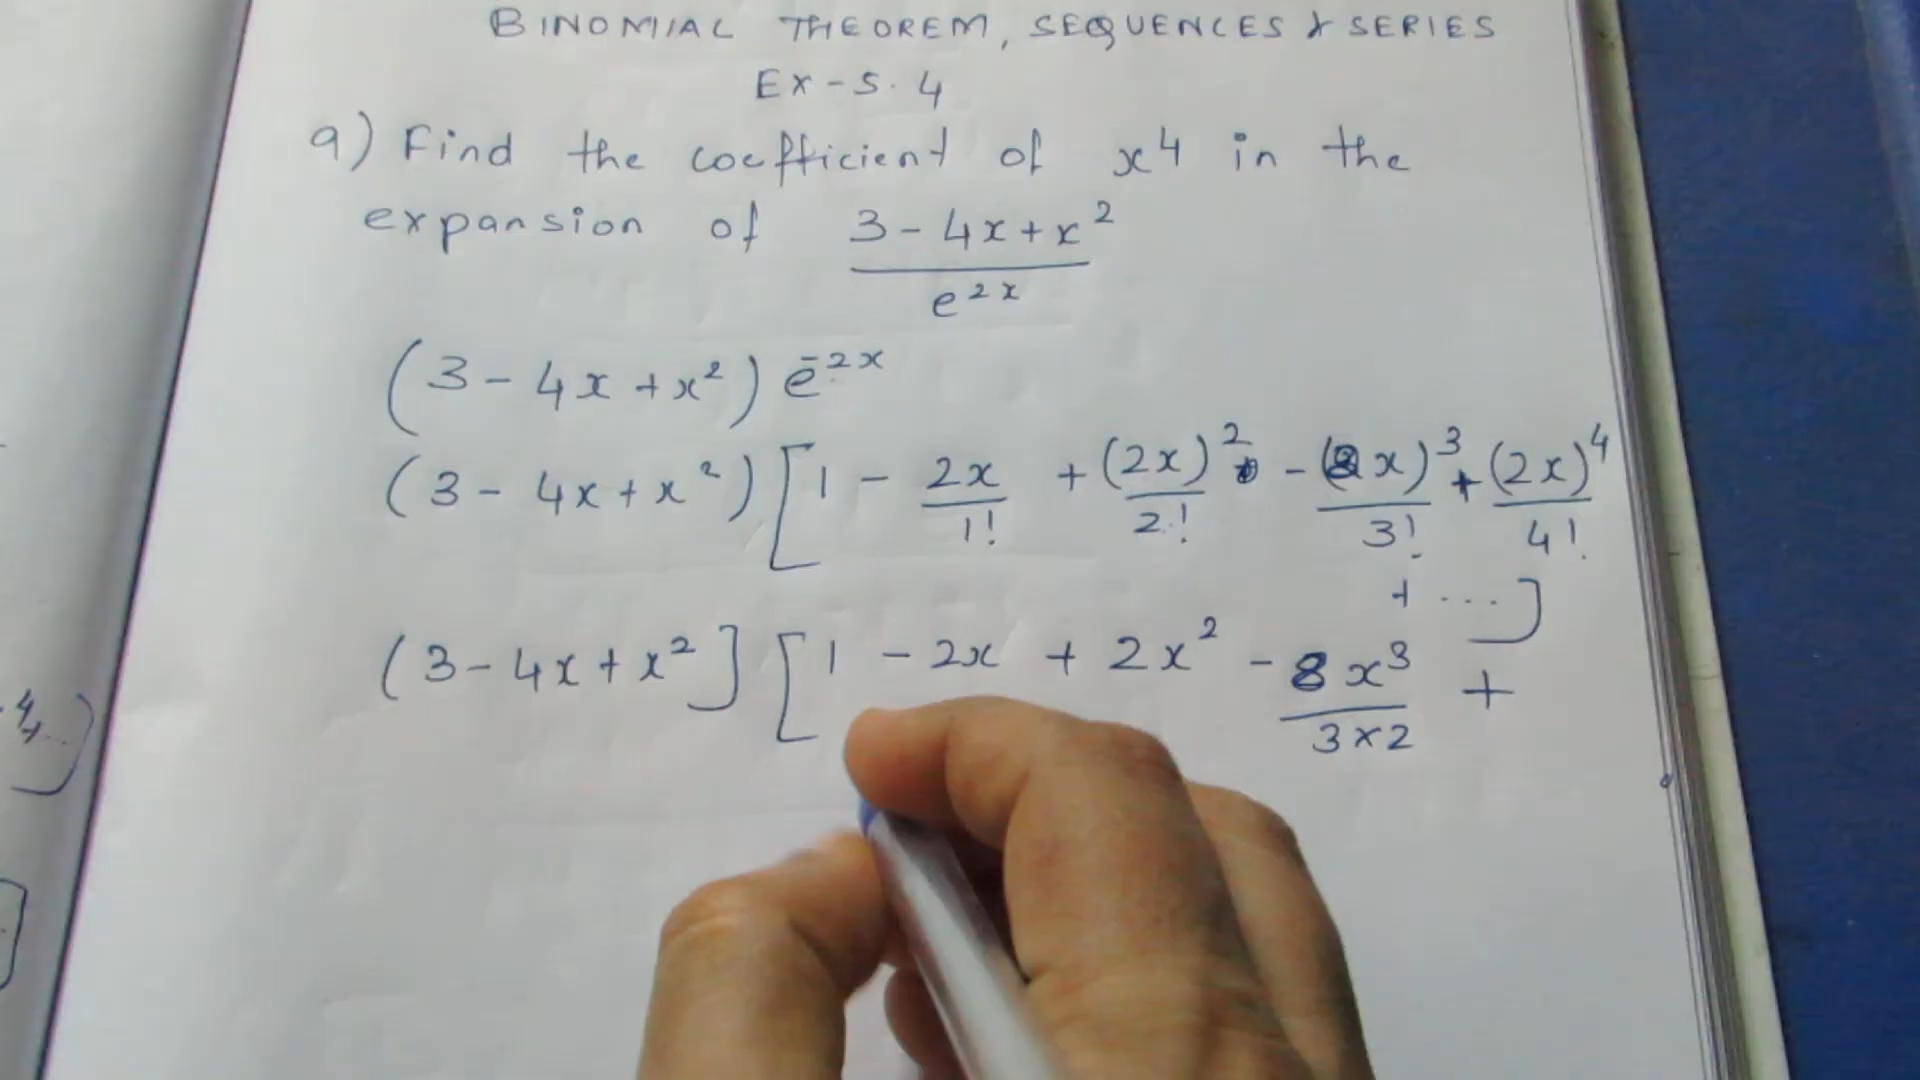 BINOMIAL THEOREM, SEQUENCES & SERIES
Ex-5.4
9) Find the coefficient of x⁴ in the
expansion of (3-4x+x²)/e²ˣ
(3-4x+x²) e⁻²ˣ
(3-4x+x²) [1 - 2x/1! + (2x)²/2! - (2x)³/3! + (2x)⁴/4!
+ ...]
(3-4x+x²] [1 - 2x + 2x² - 8x³/3×2 +